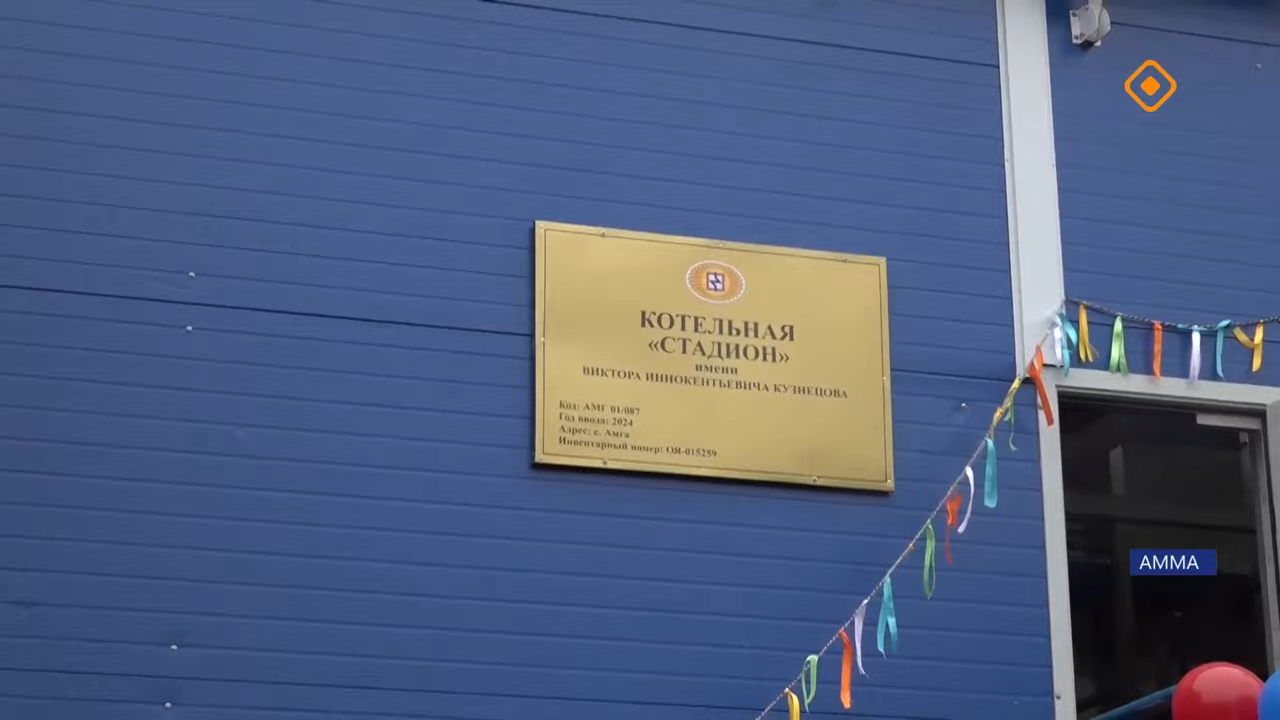 КОТЕЛЬНАЯ
«СТАДИОН»
имени
ВИКТОРА ИННОКЕНТЬЕВИЧА КУЗНЕЦОВА
Код: АМГ 01/087
Год ввода: 2024
Адрес: с. Амга
Инвентарный номер: ОЯ-015259
АММА